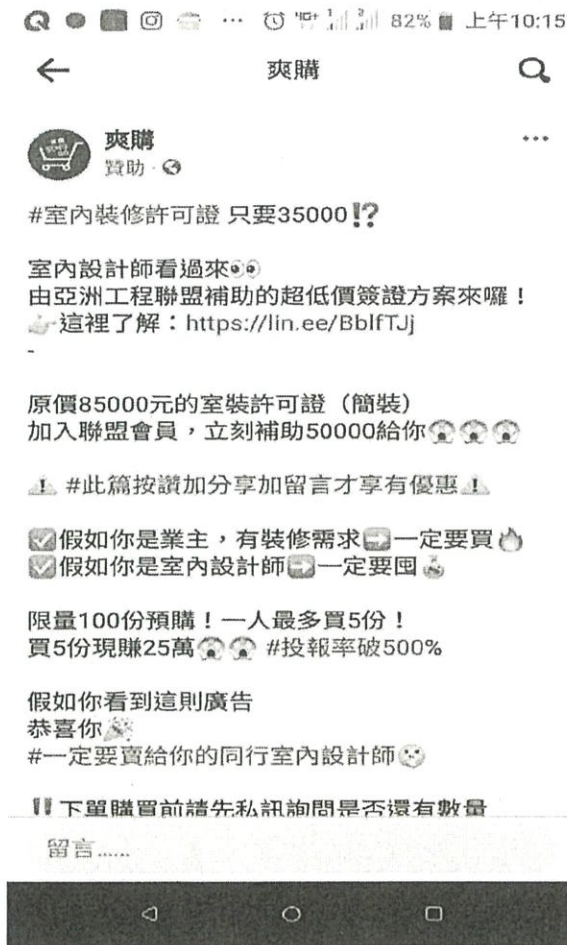 82% 上午10:15
爽購
爽購
贊助
#室內裝修許可證 只要35000⁉️
室內設計師看過來👀
由亞洲工程聯盟補助的超低價簽證方案來囉！
👉這裡了解：https://lin.ee/BblfTJj
-
原價85000元的室裝許可證（簡裝）
加入聯盟會員，立刻補助50000給你😱😱😱
⚠️ #此篇按讚加分享加留言才享有優惠⚠️
☑️假如你是業主，有裝修需求➡️一定要買🔥
☑️假如你是室內設計師➡️一定要囤💰
限量100份預購！一人最多買5份！
買5份現賺25萬😱😱 #投報率破500%
假如你看到這則廣告
恭喜你🎉
#一定要賣給你的同行室內設計師
‼️下單購買前請先私訊詢問是否還有數量
留言......